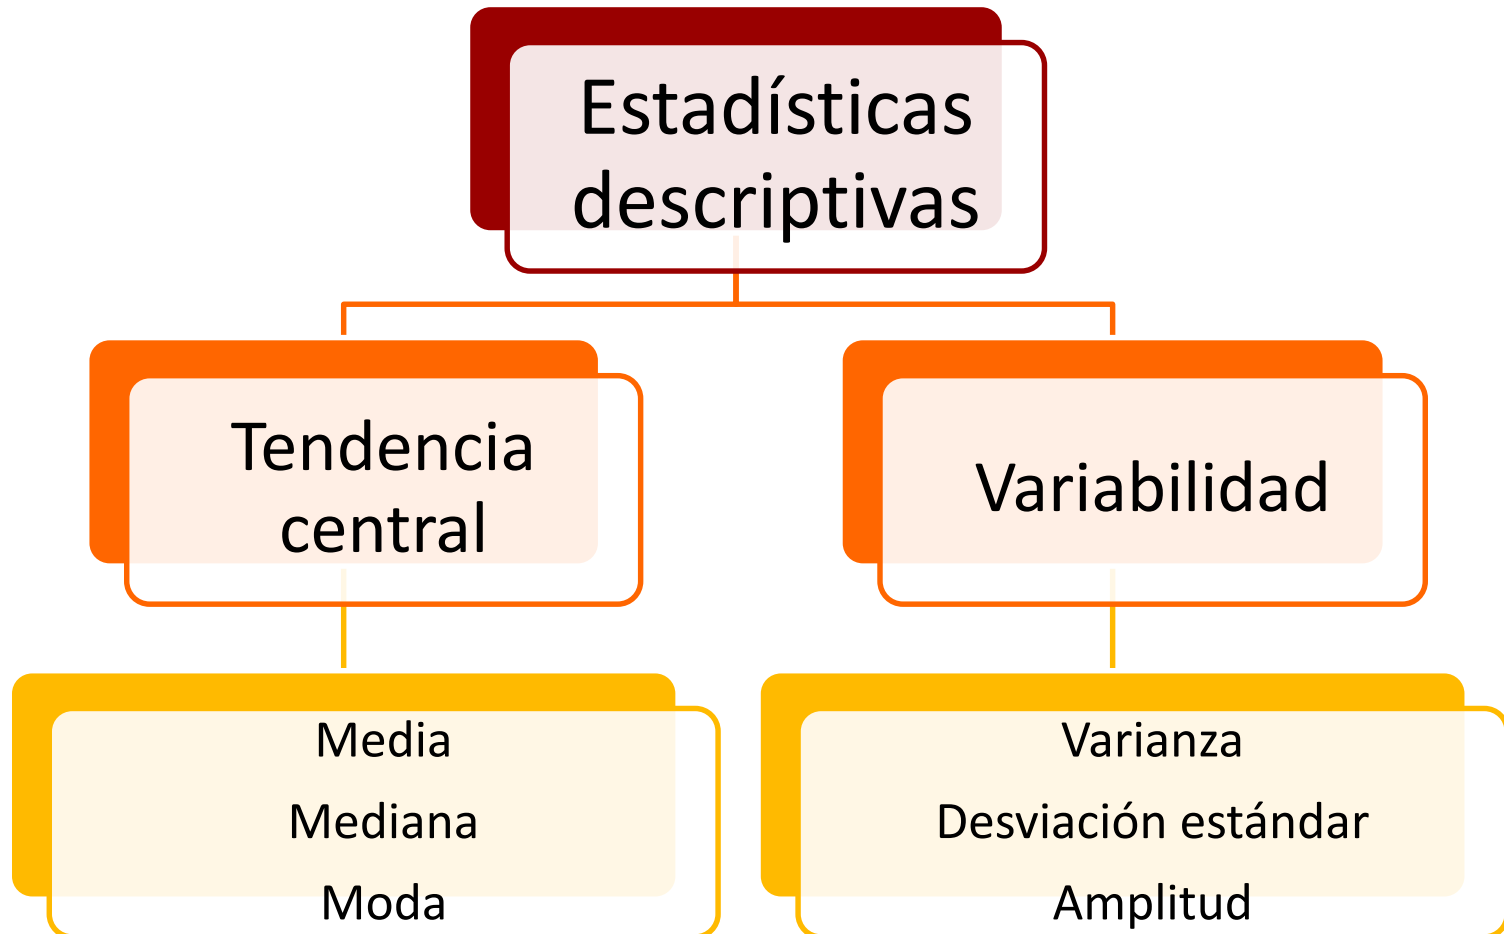 Estadísticas
descriptivas
Tendencia
central
Variabilidad
Media
Mediana
Moda
Varianza
Desviación estándar
Amplitud